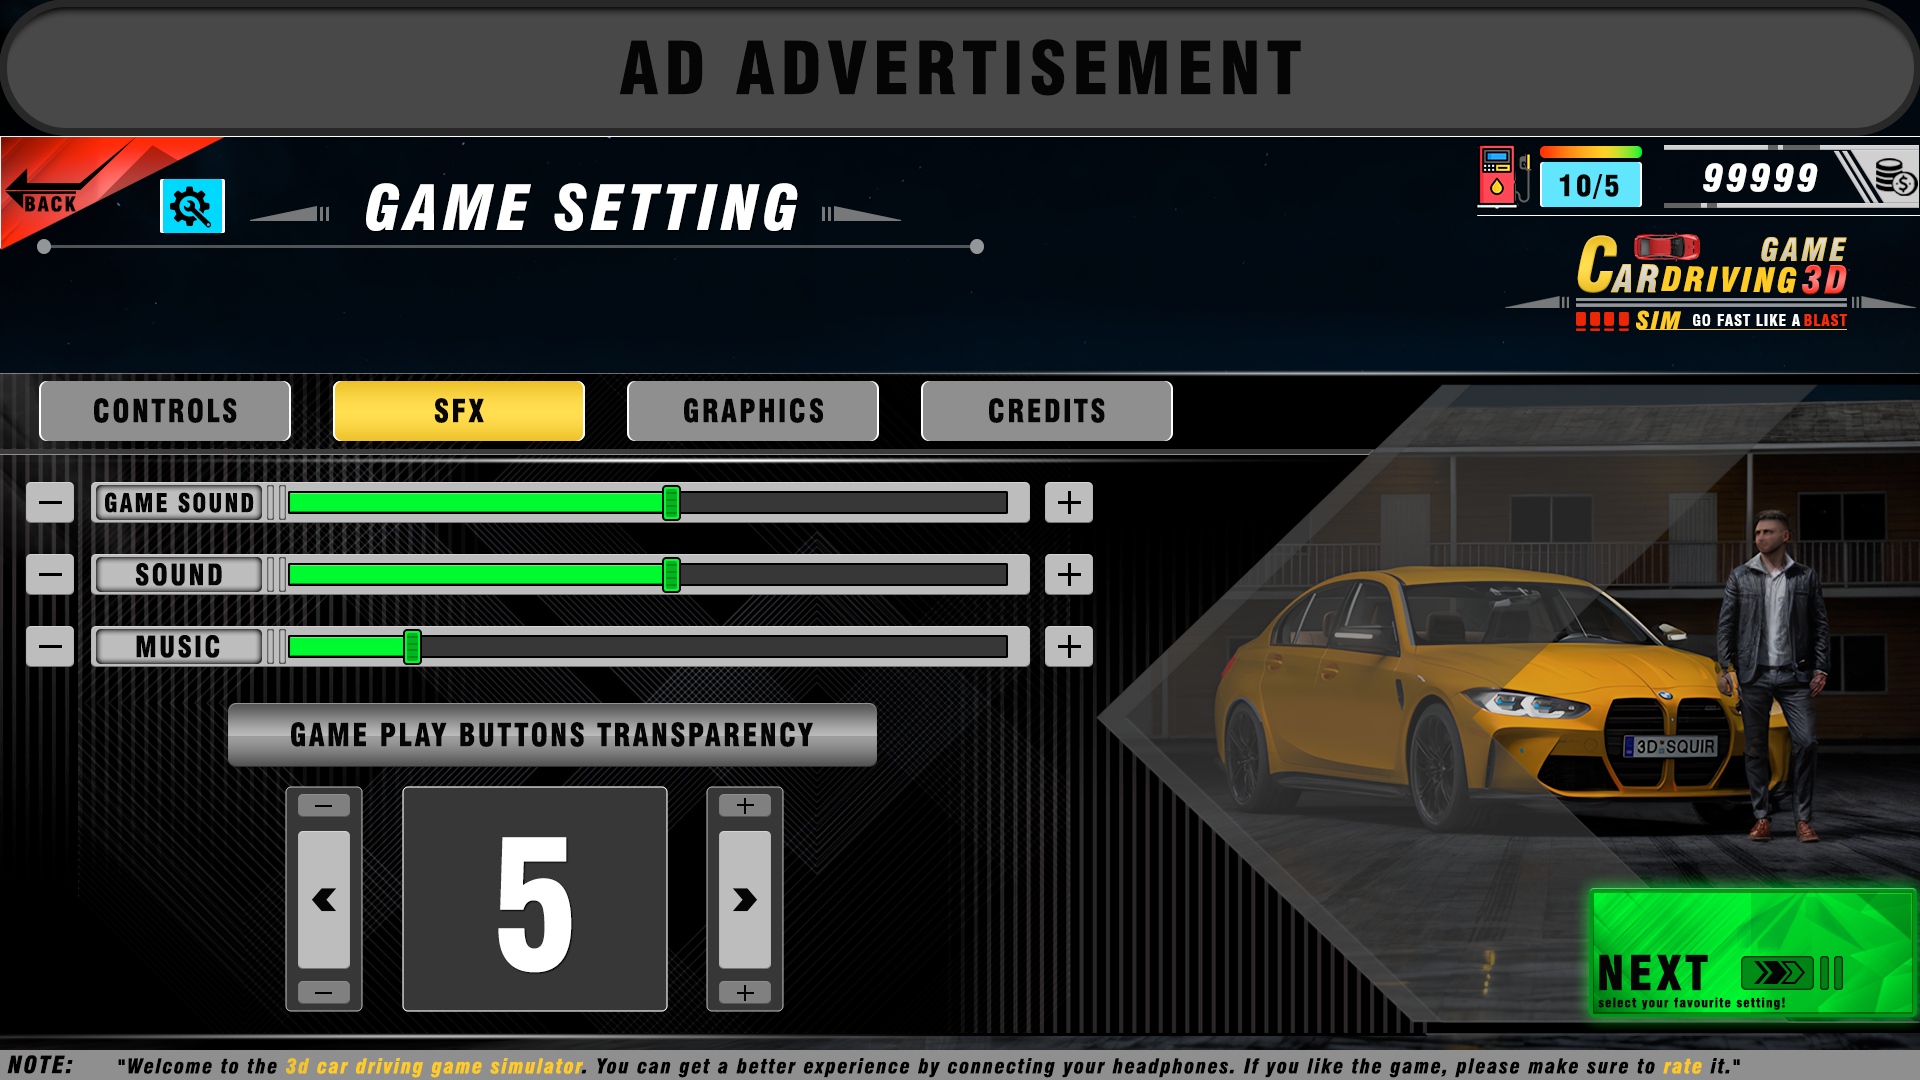 AD ADVERTISEMENT
BACK
GAME SETTING
10/5
99999
GAME
CARDRIVING 3D
SIM GO FAST LIKE A BLAST
CONTROLS
SFX
GRAPHICS
CREDITS
GAME SOUND
SOUND
MUSIC
GAME PLAY BUTTONS TRANSPARENCY
5
3D SQUIR
NEXT
select your favourite setting!
NOTE: "Welcome to the 3d car driving game simulator. You can get a better experience by connecting your headphones. If you like the game, please make sure to rate it."